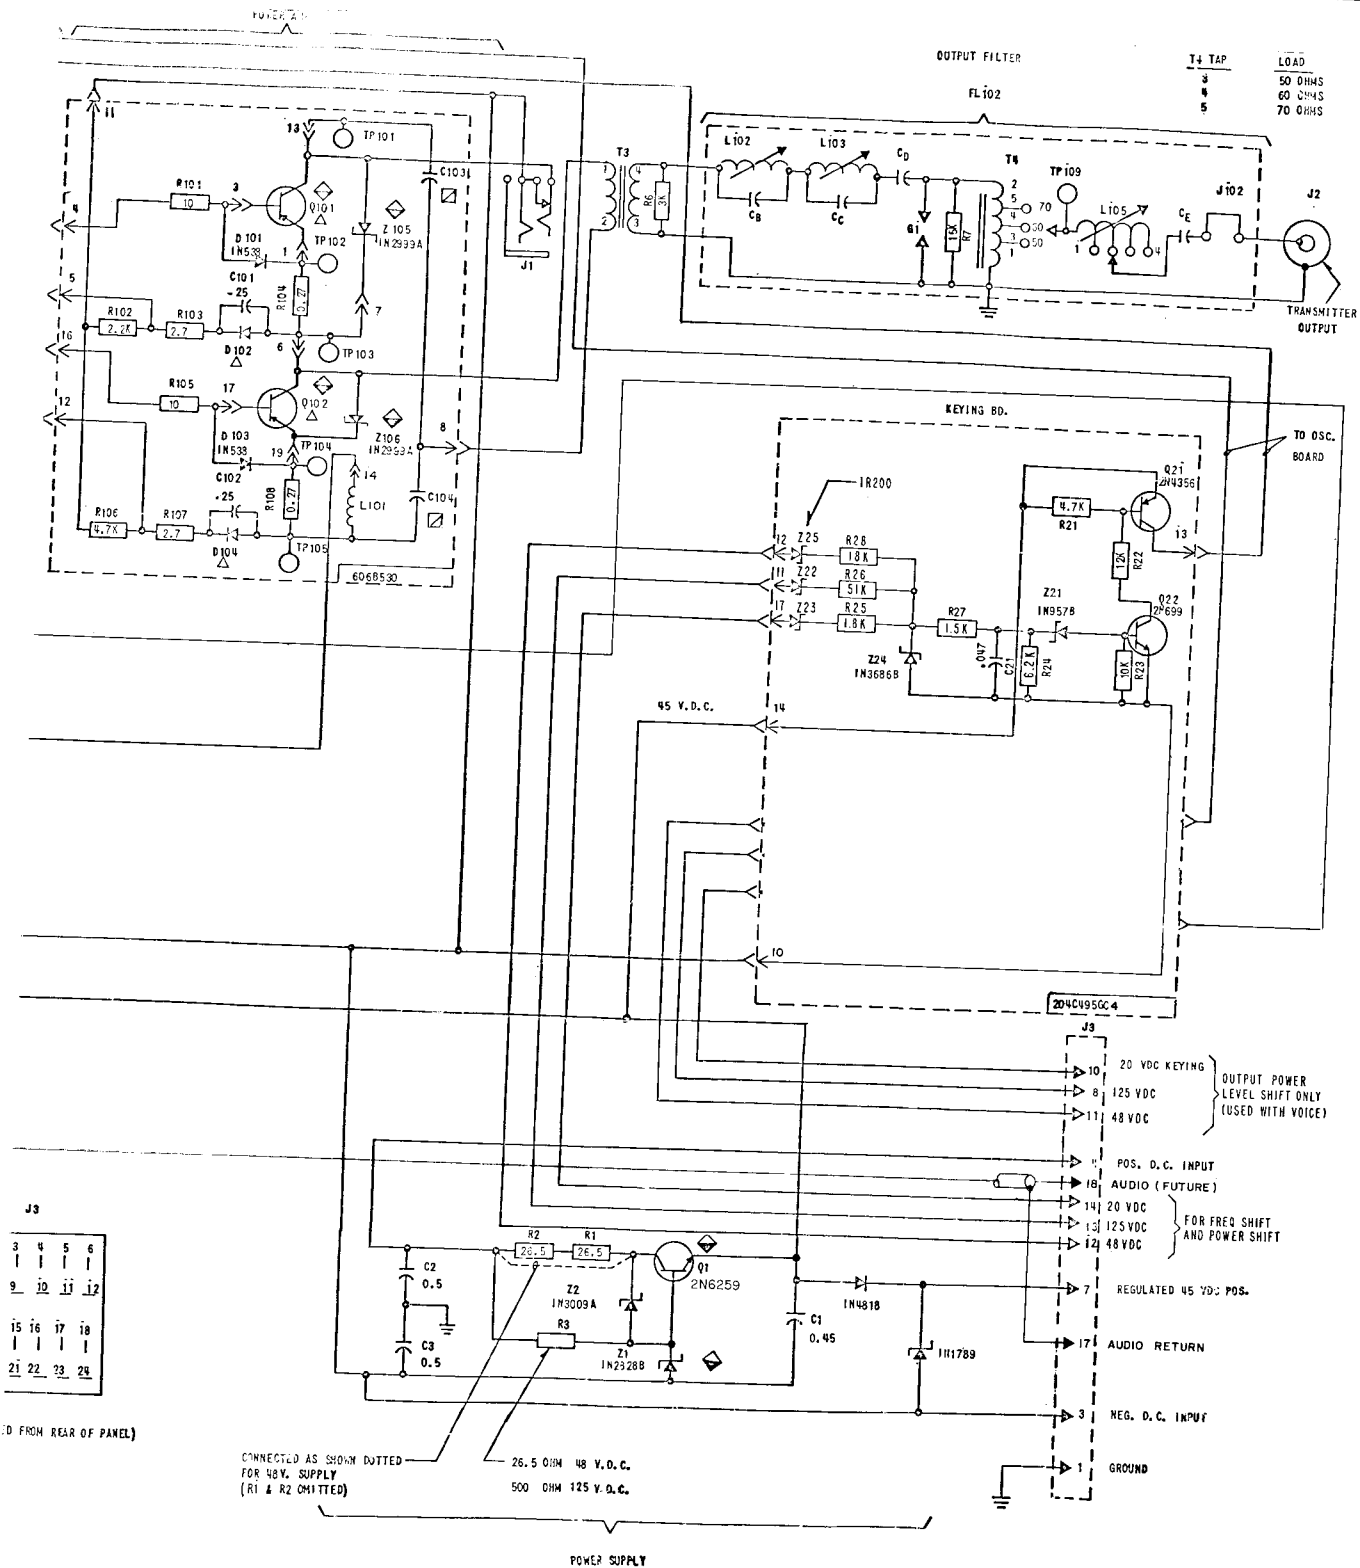 POWER A
OUTPUT FILTER
FL102
T4 TAP LOAD
3 50 OHMS
4 60 OHMS
5 70 OHMS
11
13
TP101
C103
R101
10
3
Q101
4
D101
1N538
1
TP102
Z105
1N2999A
C101
.25
R104
0.27
7
5
R102
2.2K
R103
2.7
D102
6
TP103
16
R105
10
17
Q102
12
D103
1N538
19
TP104
Z106
1N2999A
8
C102
.25
R108
0.27
14
L101
C104
R106
4.7K
R107
2.7
D104
TP105
606B530
J1
T3
1
2
4
3
R6
3K
L102
CB
L103
CC
CD
G1
R7
15K
T4
2
5
4
3
1
70
60
50
TP109
L105
1
4
CE
J102
J2
TRANSMITTER
OUTPUT
KEYING BD.
TO OSC.
BOARD
1R200
12
Z25
R28
18K
11
Z22
R26
51K
17
Z23
R25
1.8K
R27
1.5K
Z24
1N3686B
.047
C21
6.2K
R24
Z21
1N957B
4.7K
R21
Q21
2N4356
R22
13
Q22
2N699
10K
R23
45 V.D.C.
14
10
204C495GC4
J3
10 20 VDC KEYING
8 125 VDC
11 48 VDC
OUTPUT POWER
LEVEL SHIFT ONLY
(USED WITH VOICE)
POS. D.C. INPUT
18 AUDIO (FUTURE)
14 20 VDC
13 125 VDC
12 48 VDC
FOR FREQ SHIFT
AND POWER SHIFT
7 REGULATED 45 VDC POS.
17 AUDIO RETURN
3 NEG. D.C. INPUT
1 GROUND
J3
3 4 5 6
9 10 11 12
15 16 17 18
21 22 23 24
ED FROM REAR OF PANEL)
C2
0.5
C3
0.5
R2
26.5
R1
26.5
Q1
2N6259
Z2
1N3009A
R3
Z1
1N2828B
C1
0.45
1N4818
1N1789
CONNECTED AS SHOWN DOTTED
FOR 48V. SUPPLY
(R1 & R2 OMITTED)
26.5 OHM 48 V.D.C.
500 OHM 125 V.D.C.
POWER SUPPLY